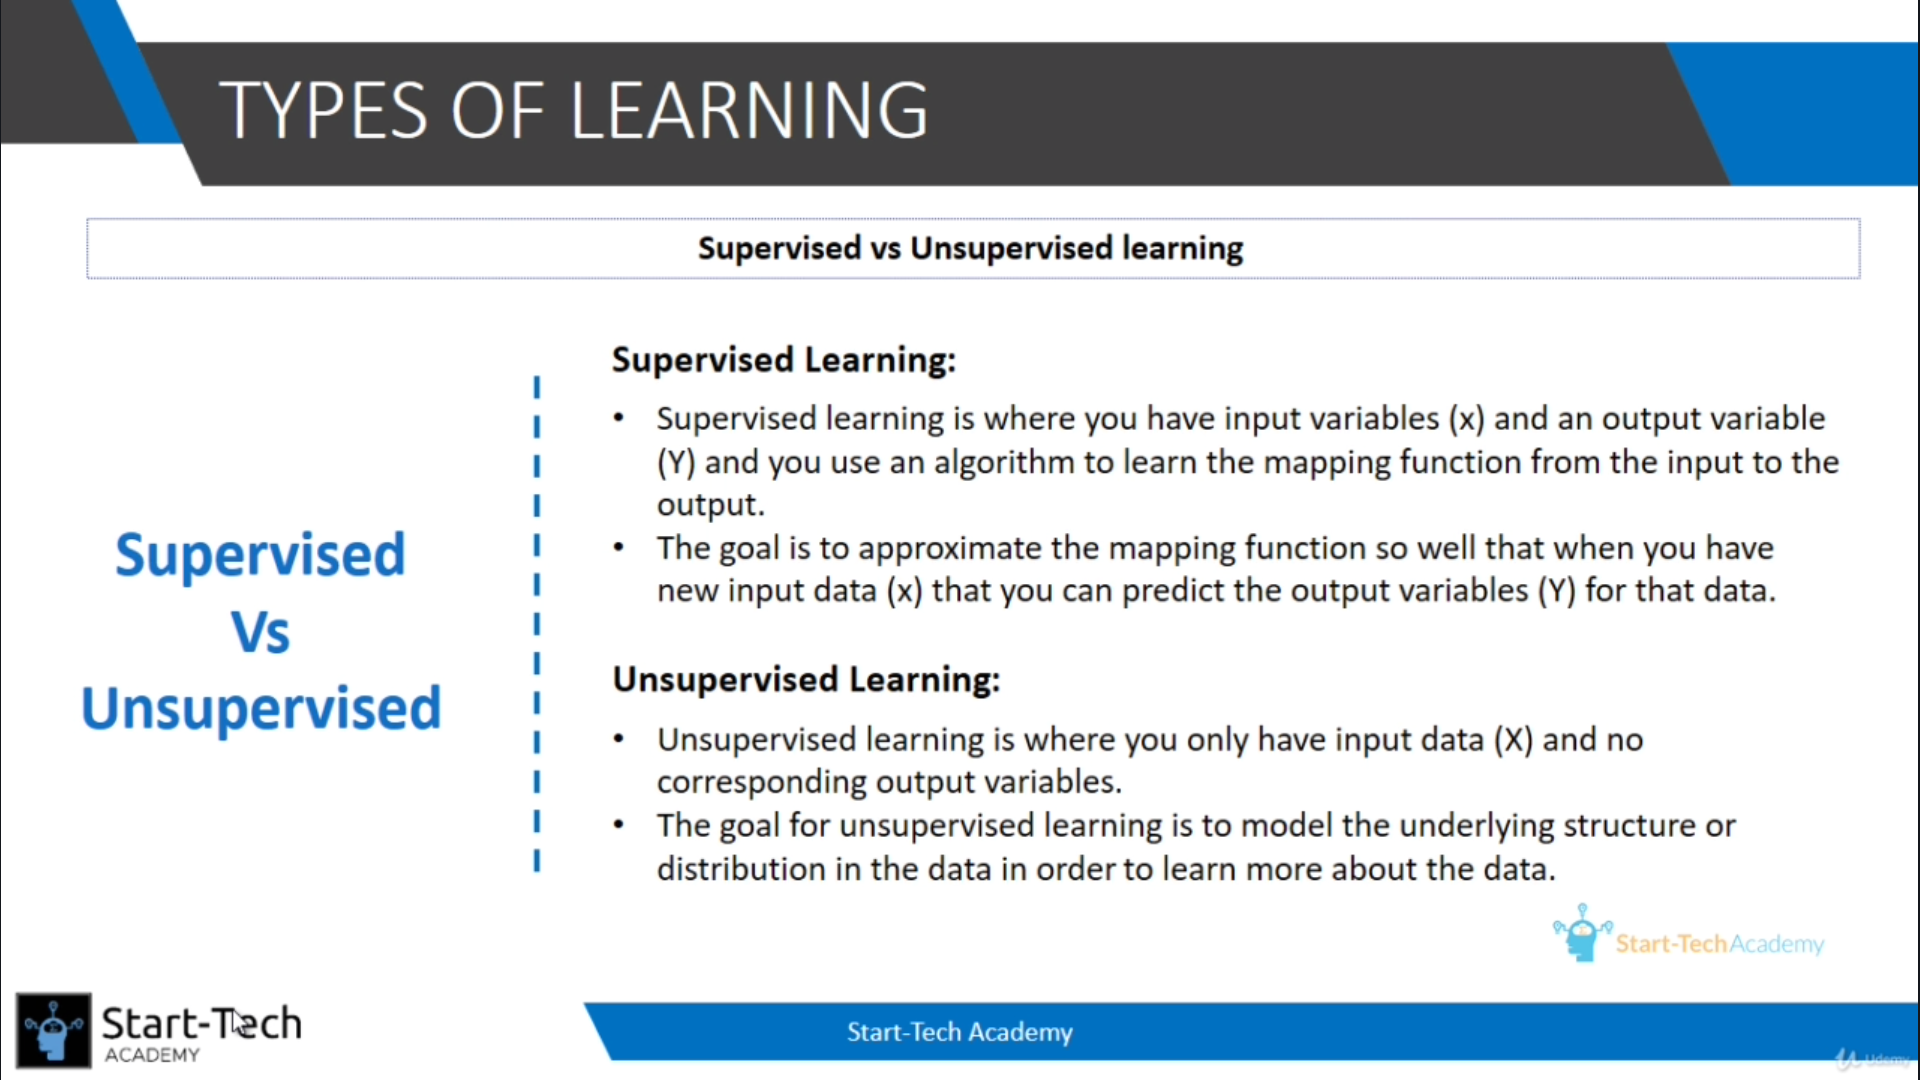 TYPES OF LEARNING
Supervised vs Unsupervised learning
Supervised
Vs
Unsupervised
Supervised Learning:
• Supervised learning is where you have input variables (x) and an output variable
(Y) and you use an algorithm to learn the mapping function from the input to the
output.
• The goal is to approximate the mapping function so well that when you have
new input data (x) that you can predict the output variables (Y) for that data.
Unsupervised Learning:
• Unsupervised learning is where you only have input data (X) and no
corresponding output variables.
• The goal for unsupervised learning is to model the underlying structure or
distribution in the data in order to learn more about the data.
Start-TechAcademy
Start-Tech
ACADEMY
Start-Tech Academy
Udemy